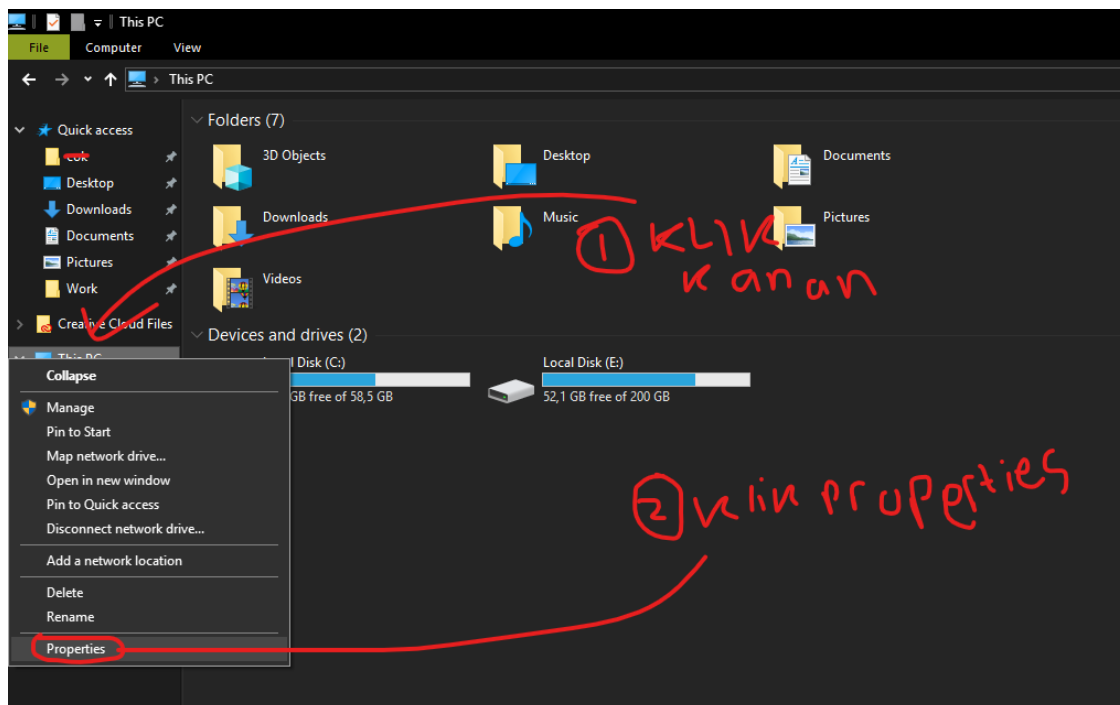 This PC
File Computer View
This PC
Quick access
Desktop
Downloads
Documents
Pictures
Work
Creative Cloud Files
This PC
Folders (7)
3D Objects Desktop Documents
Downloads Music Pictures
Videos
Devices and drives (2)
Disk (C:) Local Disk (E:)
GB free of 58,5 GB 52,1 GB free of 200 GB
Collapse
Manage
Pin to Start
Map network drive...
Open in new window
Pin to Quick access
Disconnect network drive...
Add a network location
Delete
Rename
Properties
1 KLIK
Kanan
2 Klik properties